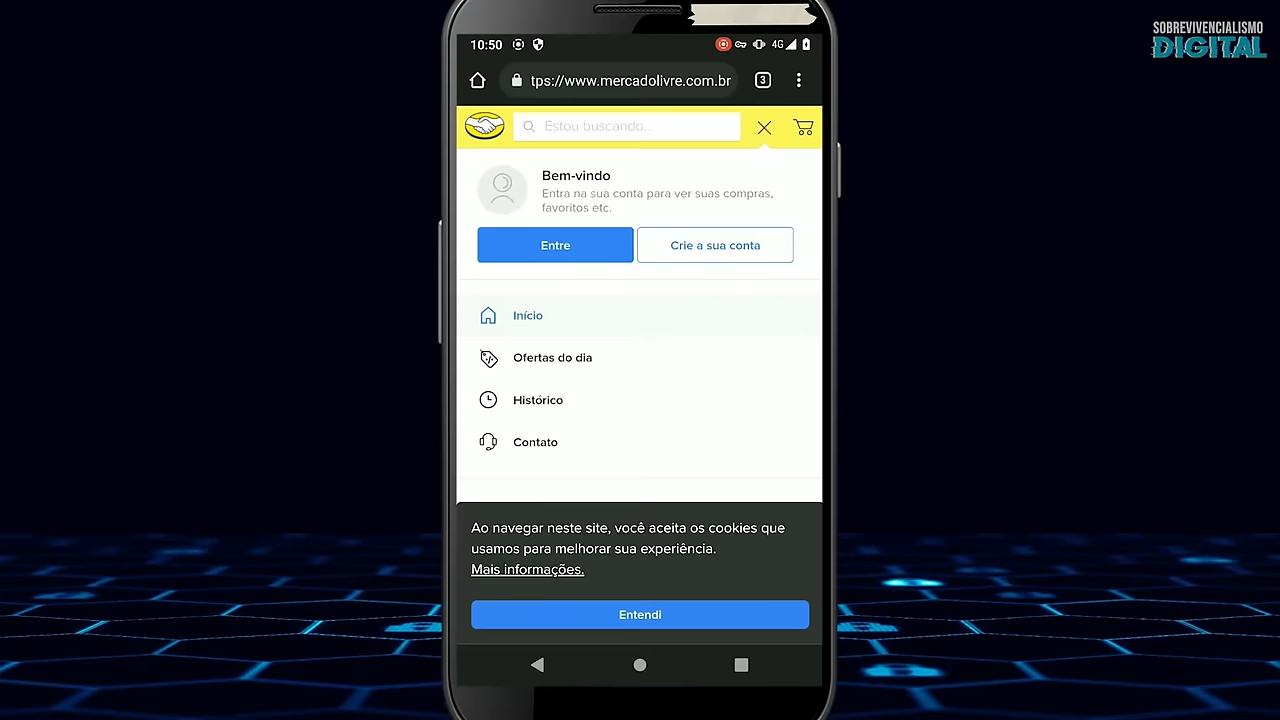 SOBREVIVENCIALISMO
DIGITAL
10:50
4G
tps://www.mercadolivre.com.br
3
Estou buscando...
Bem-vindo
Entra na sua conta para ver suas compras,
favoritos etc.
Entre
Crie a sua conta
Início
Ofertas do dia
Histórico
Contato
Ao navegar neste site, você aceita os cookies que
usamos para melhorar sua experiência.
Mais informações.
Entendi